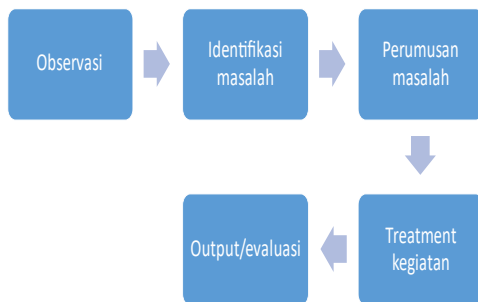 Observasi
Identifikasi
masalah
Perumusan
masalah
Treatment
kegiatan
Output/evaluasi